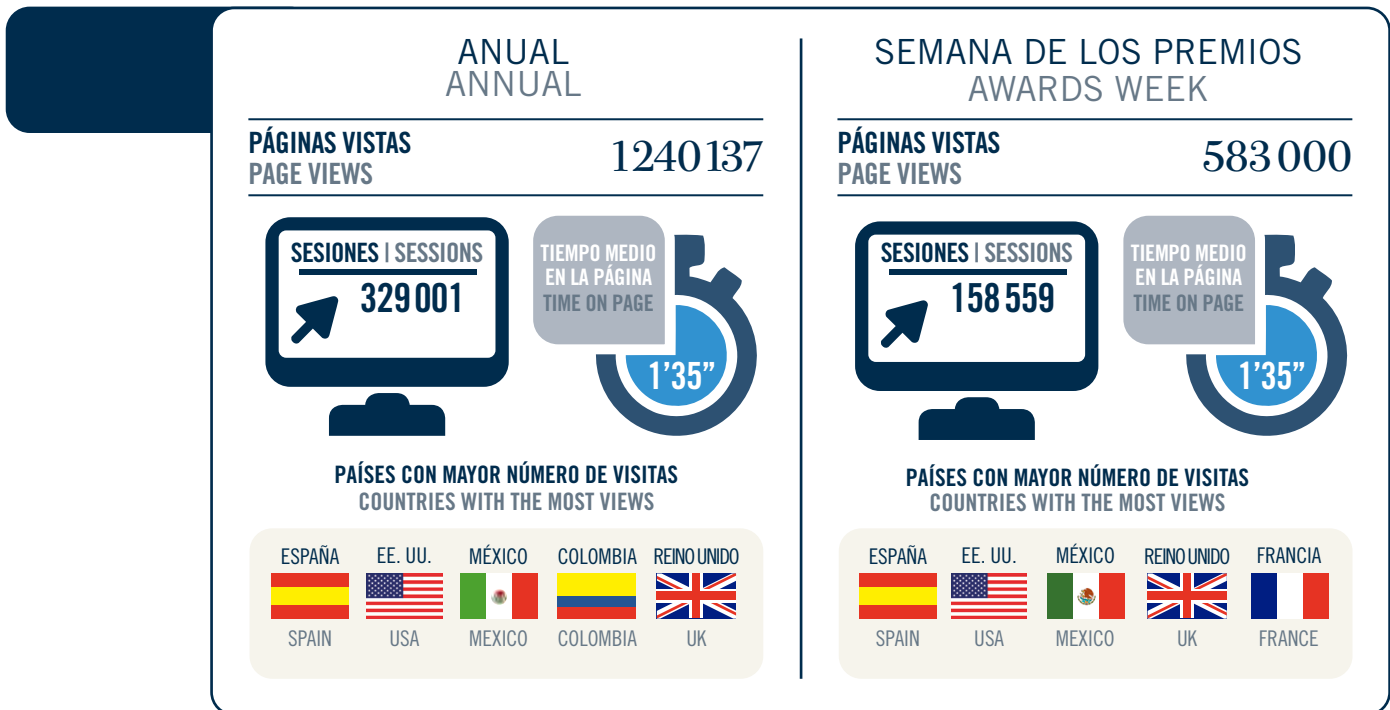 ANUAL
ANNUAL
PÁGINAS VISTAS
PAGE VIEWS
1240137
SESIONES | SESSIONS
329001
TIEMPO MEDIO
EN LA PÁGINA
TIME ON PAGE
1’35”
PAÍSES CON MAYOR NÚMERO DE VISITAS
COUNTRIES WITH THE MOST VIEWS
ESPAÑA EE. UU. MÉXICO COLOMBIA REINO UNIDO
SPAIN USA MEXICO COLOMBIA UK
SEMANA DE LOS PREMIOS
AWARDS WEEK
PÁGINAS VISTAS
PAGE VIEWS
583 000
SESIONES | SESSIONS
158 559
TIEMPO MEDIO
EN LA PÁGINA
TIME ON PAGE
1’35”
PAÍSES CON MAYOR NÚMERO DE VISITAS
COUNTRIES WITH THE MOST VIEWS
ESPAÑA EE. UU. MÉXICO REINO UNIDO FRANCIA
SPAIN USA MEXICO UK FRANCE